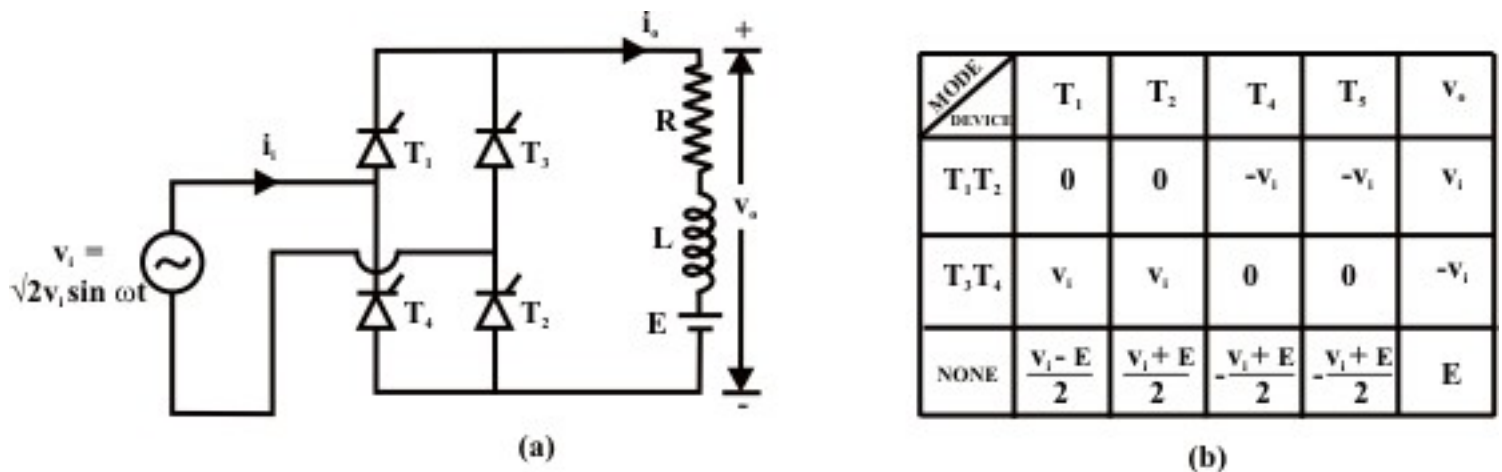 iₒ
+
R
T₁
T₃
iᵢ
vₒ
L
vᵢ =
√2vᵢ sin ωt
T₄
T₂
E
-
(a)
MODE DEVICE T₁ T₂ T₄ T₅ vₒ
T₁T₂ 0 0 -vᵢ -vᵢ vᵢ
T₃T₄ vᵢ vᵢ 0 0 -vᵢ
NONE (vᵢ - E)/2 (vᵢ + E)/2 -(vᵢ + E)/2 -(vᵢ + E)/2 E
(b)